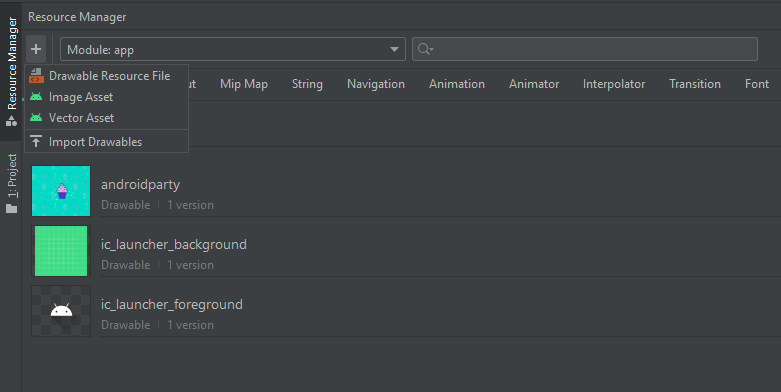 Resource Manager
Resource Manager
1: Project
Module: app
Drawable Resource File
Image Asset
Vector Asset
Import Drawables
Mip Map String Navigation Animation Animator Interpolator Transition Font
androidparty
Drawable 1 version
ic_launcher_background
Drawable 1 version
ic_launcher_foreground
Drawable 1 version